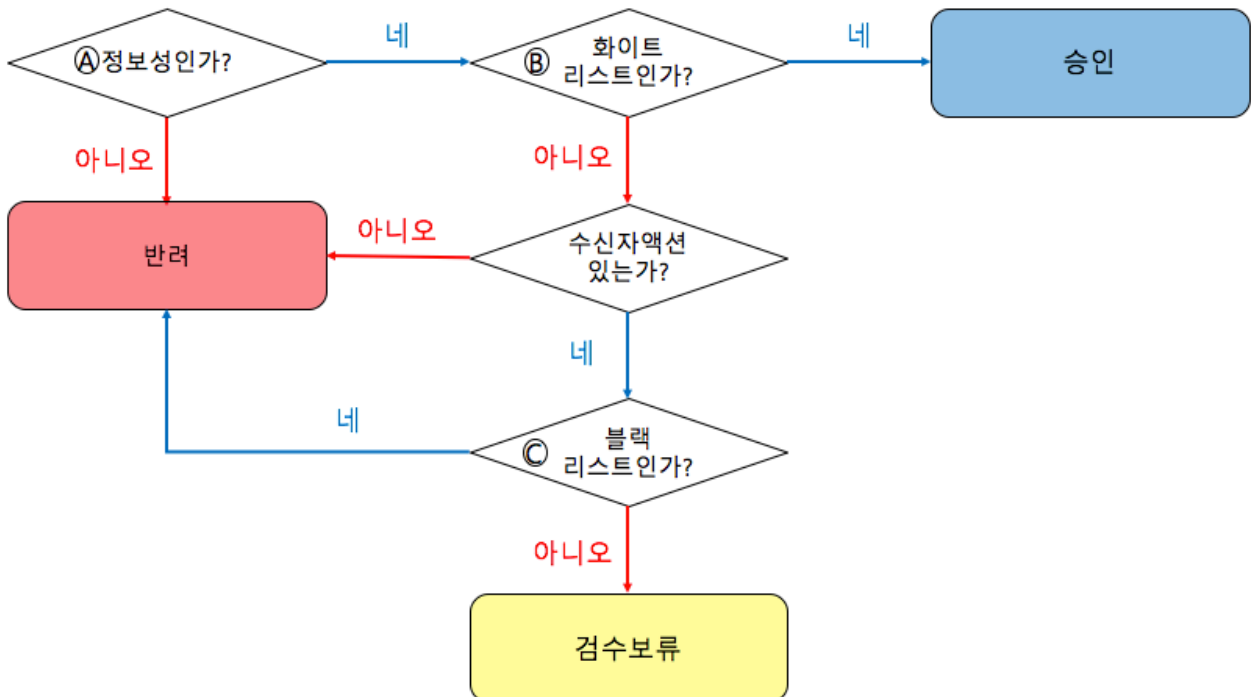 Ⓐ정보성인가?
네
Ⓑ 화이트
리스트인가?
네
승인
아니오
아니오
반려
아니오
수신자액션
있는가?
네
네
Ⓒ 블랙
리스트인가?
아니오
검수보류